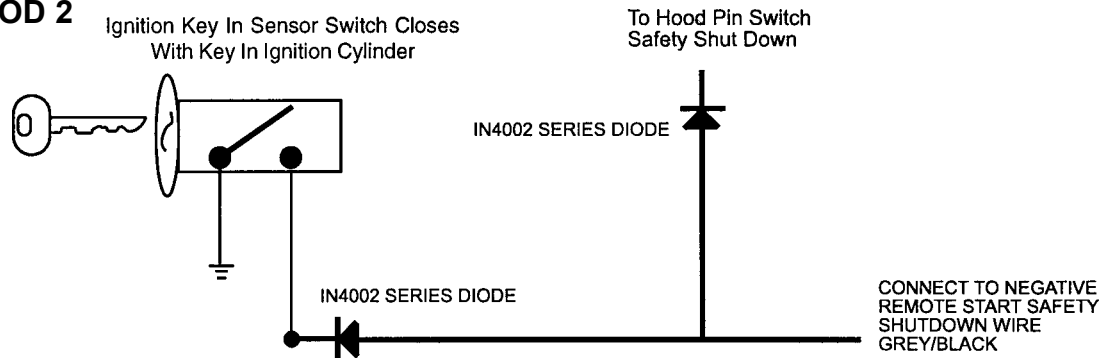 OD 2
Ignition Key In Sensor Switch Closes
With Key In Ignition Cylinder
To Hood Pin Switch
Safety Shut Down
IN4002 SERIES DIODE
IN4002 SERIES DIODE
CONNECT TO NEGATIVE
REMOTE START SAFETY
SHUTDOWN WIRE
GREY/BLACK